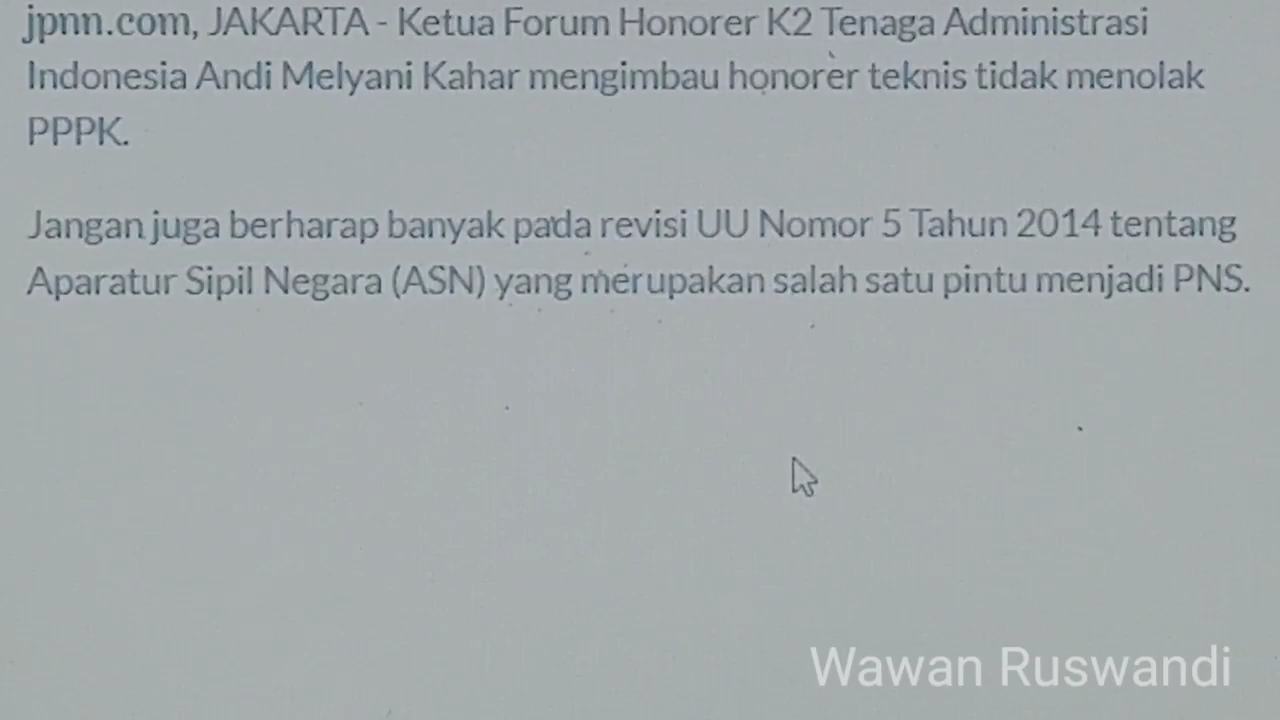 jpnn.com, JAKARTA - Ketua Forum Honorer K2 Tenaga Administrasi
Indonesia Andi Melyani Kahar mengimbau honorer teknis tidak menolak
PPPK.
Jangan juga berharap banyak pada revisi UU Nomor 5 Tahun 2014 tentang
Aparatur Sipil Negara (ASN) yang merupakan salah satu pintu menjadi PNS.
Wawan Ruswandi